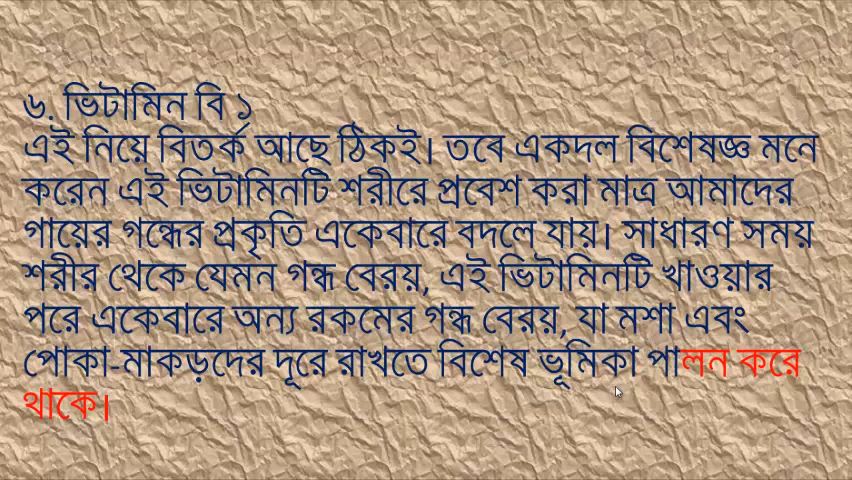 ৬. ভিটামিন বি ১
এই নিয়ে বিতর্ক আছে ঠিকই। তবে একদল বিশেষজ্ঞ মনে
করেন এই ভিটামিনটি শরীরে প্রবেশ করা মাত্র আমাদের
গায়ের গন্ধের প্রকৃতি একেবারে বদলে যায়। সাধারণ সময়
শরীর থেকে যেমন গন্ধ বেরয়, এই ভিটামিনটি খাওয়ার
পরে একেবারে অন্য রকমের গন্ধ বেরয়, যা মশা এবং
পোকা-মাকড়দের দূরে রাখতে বিশেষ ভূমিকা পালন করে
থাকে।